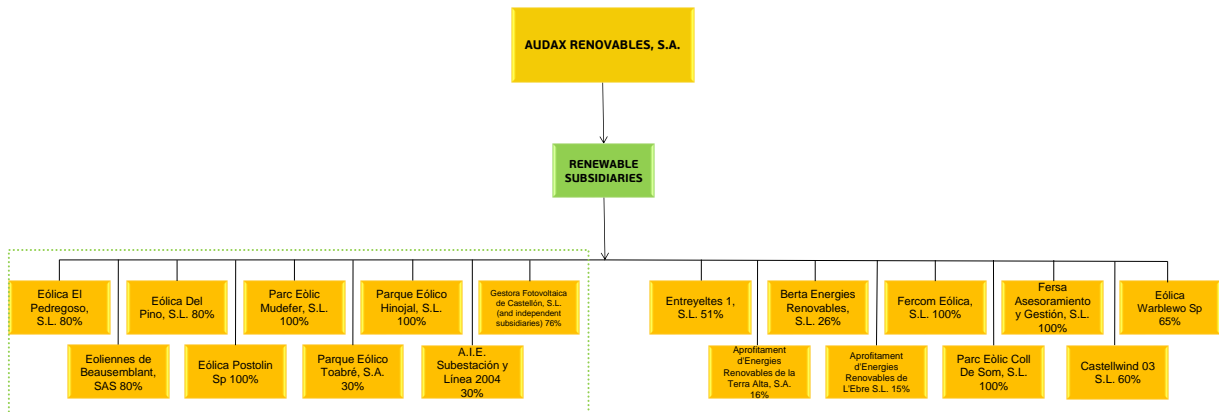 AUDAX RENOVABLES, S.A.
RENEWABLE
SUBSIDIARIES
Eólica El
Pedregoso,
S.L. 80%
Eólica Del
Pino, S.L. 80%
Parc Eòlic
Mudefer, S.L.
100%
Parque Eólico
Hinojal, S.L.
100%
Gestora Fotovoltaica
de Castellón, S.L.
(and independent
subsidiaries) 76%
Entreyeltes 1,
S.L. 51%
Berta Energies
Renovables,
S.L. 26%
Fercom Eólica,
S.L. 100%
Fersa
Asesoramiento
y Gestión, S.L.
100%
Eólica
Warblewo Sp
65%
Eoliennes de
Beausemblant,
SAS 80%
Eólica Postolin
Sp 100%
Parque Eólico
Toabré, S.A.
30%
A.I.E.
Subestación y
Línea 2004
30%
Aprofitament
d'Energies
Renovables de la
Terra Alta, S.A.
16%
Aprofitament
d'Energies
Renovables de
L'Ebre S.L. 15%
Parc Eòlic Coll
De Som, S.L.
100%
Castellwind 03
S.L. 60%